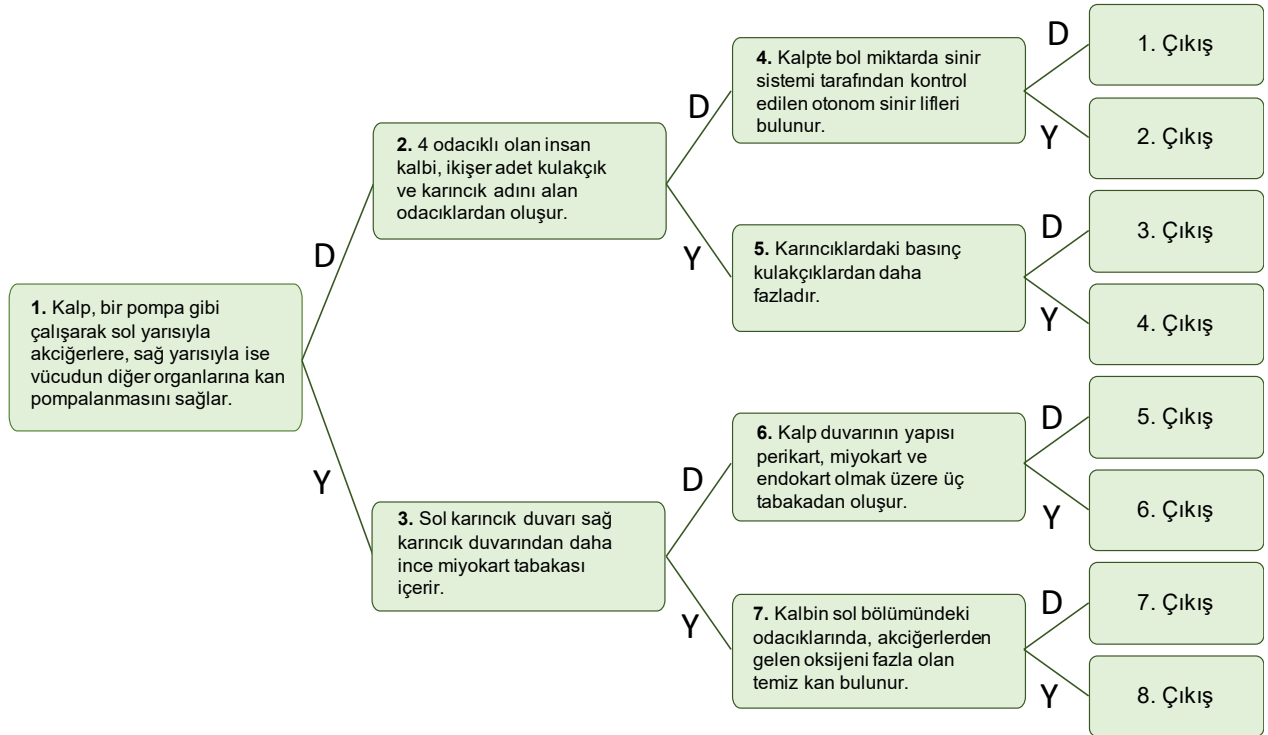 1. Kalp, bir pompa gibi
çalışarak sol yarısıyla
akciğerlere, sağ yarısıyla ise
vücudun diğer organlarına kan
pompalanmasını sağlar.
D
Y
2. 4 odacıklı olan insan
kalbi, ikişer adet kulakçık
ve karıncık adını alan
odacıklardan oluşur.
D
Y
3. Sol karıncık duvarı sağ
karıncık duvarından daha
ince miyokart tabakası
içerir.
D
Y
4. Kalpte bol miktarda sinir
sistemi tarafından kontrol
edilen otonom sinir lifleri
bulunur.
D
Y
5. Karıncıklardaki basınç
kulakçıklardan daha
fazladır.
D
Y
6. Kalp duvarının yapısı
perikart, miyokart ve
endokart olmak üzere üç
tabakadan oluşur.
D
Y
7. Kalbin sol bölümündeki
odacıklarında, akciğerlerden
gelen oksijeni fazla olan
temiz kan bulunur.
D
Y
1. Çıkış
2. Çıkış
3. Çıkış
4. Çıkış
5. Çıkış
6. Çıkış
7. Çıkış
8. Çıkış